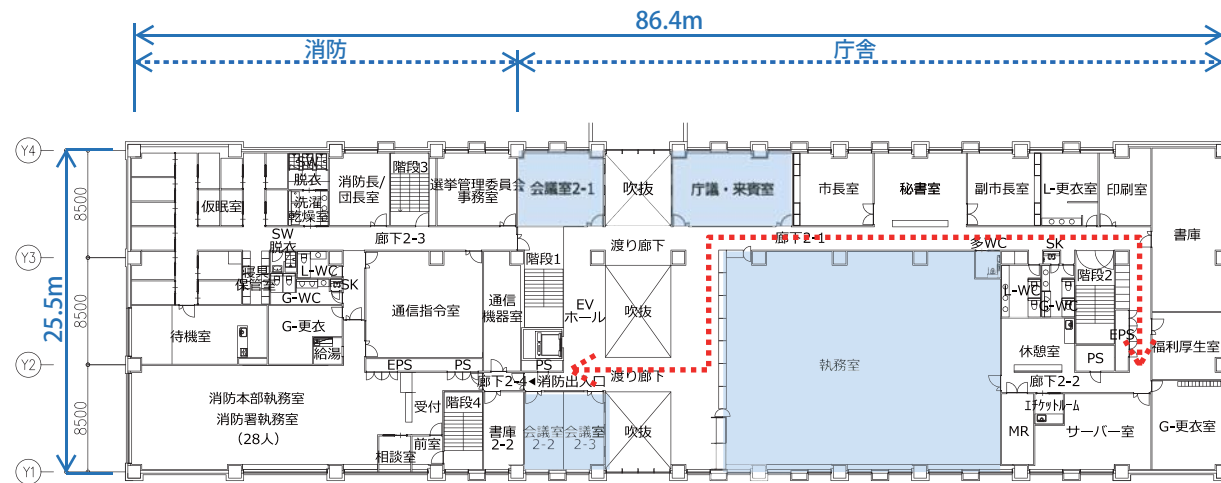 86.4m
消防
庁舎
Y4
Y3
Y2
Y1
8500
8500
8500
25.5m
仮眠室
SW
脱衣
洗濯
乾燥室
消防長/
団長室
階段3
選挙管理委員会
事務室
会議室2-1
吹抜
庁議・来賓室
市長室
秘書室
副市長室
L-更衣室
印刷室
書庫
SW
脱衣
廊下2-3
渡り廊下
廊下2-1
多WC
SK
寝具
保管室
L-WC
G-WC
SK
通信指令室
通信
機器室
階段1
EV
ホール
吹抜
L-WC
G-WC
階段2
EPS
待機室
G-更衣
給湯
EPS
PS
PS
執務室
休憩室
PS
福利厚生室
廊下2-4
消防出入口
渡り廊下
廊下2-2
消防本部執務室
消防署執務室
(28人)
受付
階段4
前室
相談室
書庫
2-2
会議室
2-2
会議室
2-3
吹抜
エチケットルーム
MR
サーバー室
G-更衣室